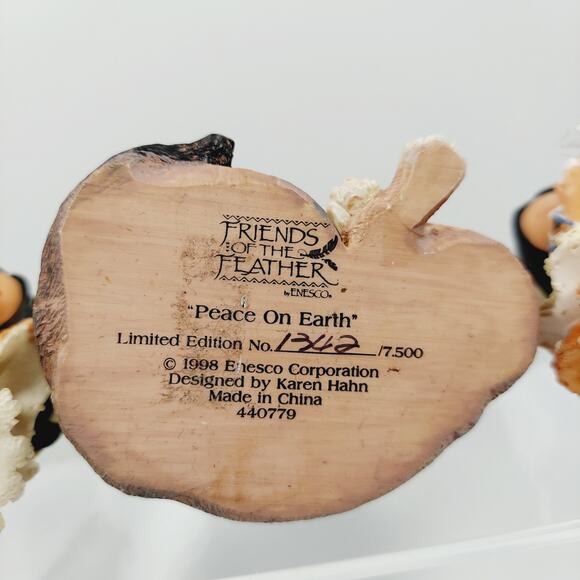 FRIENDS
OF THE
FEATHER
by ENESCO®
"Peace On Earth"
Limited Edition No. 1342/7.500
© 1998 Enesco Corporation
Designed by Karen Hahn
Made in China
440779